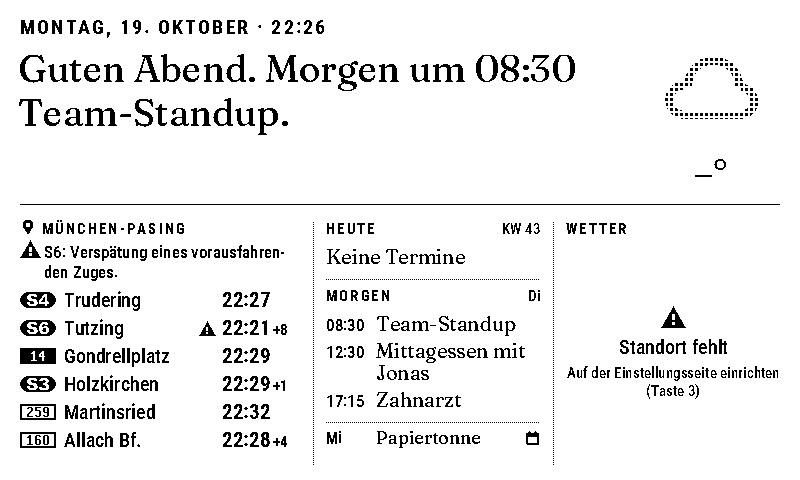 MONTAG, 19. OKTOBER · 22:26
Guten Abend. Morgen um 08:30
Team-Standup.
_°
MÜNCHEN-PASING
S6: Verspätung eines vorausfahren-
den Zuges.
S4 Trudering 22:27
S6 Tutzing 22:21 +8
14 Gondrellplatz 22:29
S3 Holzkirchen 22:29 +1
259 Martinsried 22:32
160 Allach Bf. 22:28 +4
HEUTE KW 43
Keine Termine
MORGEN Di
08:30 Team-Standup
12:30 Mittagessen mit
Jonas
17:15 Zahnarzt
Mi Papiertonne
WETTER
Standort fehlt
Auf der Einstellungsseite einrichten
(Taste 3)